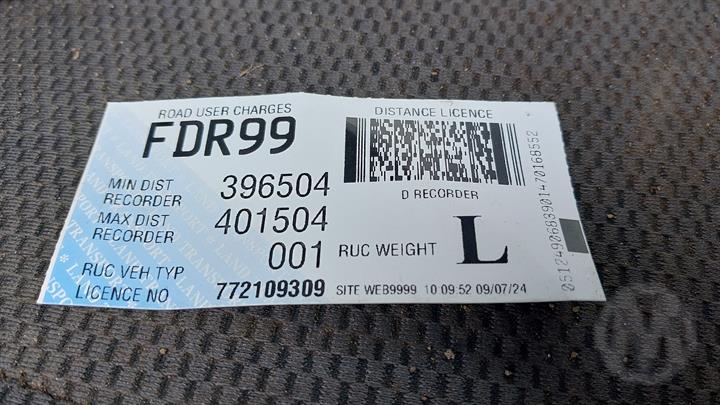 ROAD USER CHARGES
FDR99
MIN DIST RECORDER 396504
MAX DIST RECORDER 401504
RUC VEH TYP 001
LICENCE NO 772109309
DISTANCE LICENCE
D RECORDER
RUC WEIGHT L
SITE WEB9999 10 09.52 09/07/24